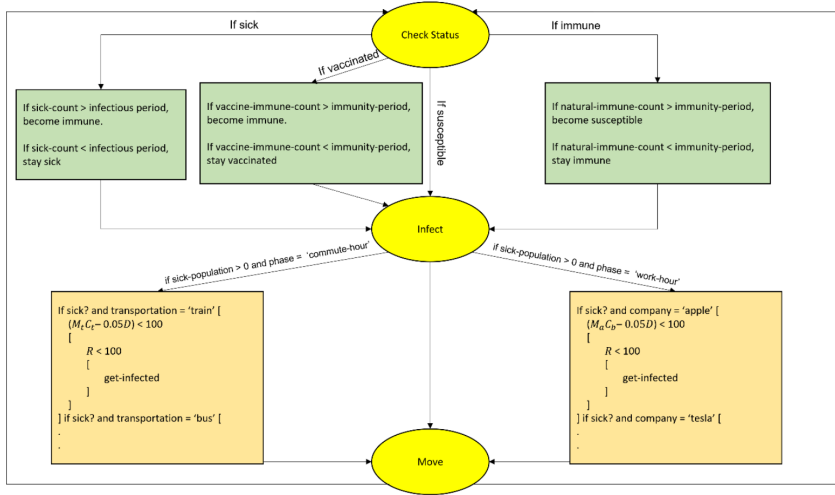 If sick
Check Status
If immune
If vaccinated
If susceptible
If sick-count > infectious period,
become immune.
If sick-count < infectious period,
stay sick
If vaccine-immune-count > immunity-period,
become immune.
If vaccine-immune-count < immunity-period,
stay vaccinated
If natural-immune-count > immunity-period,
become susceptible
If natural-immune-count < immunity-period,
stay immune
Infect
if sick-population > 0 and phase = ‘commute-hour’
if sick-population > 0 and phase = ‘work-hour’
If sick? and transportation = ‘train’ [
(MₜCₜ– 0.05D) < 100
[
R < 100
[
get-infected
]
]
] if sick? and transportation = ‘bus’ [
.
.
If sick? and company = ‘apple’ [
(MₐC_b – 0.05D) < 100
[
R < 100
[
get-infected
]
]
] if sick? and company = ‘tesla’ [
.
.
Move